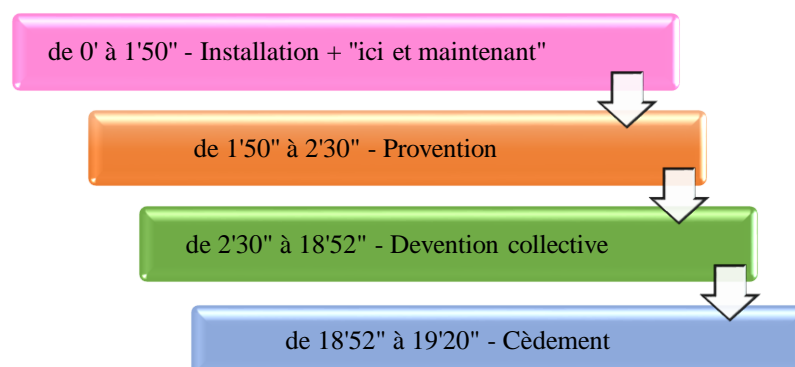 de 0' à 1'50" - Installation + "ici et maintenant"
de 1'50" à 2'30" - Provention
de 2'30" à 18'52" - Devention collective
de 18'52" à 19'20" - Cèdement